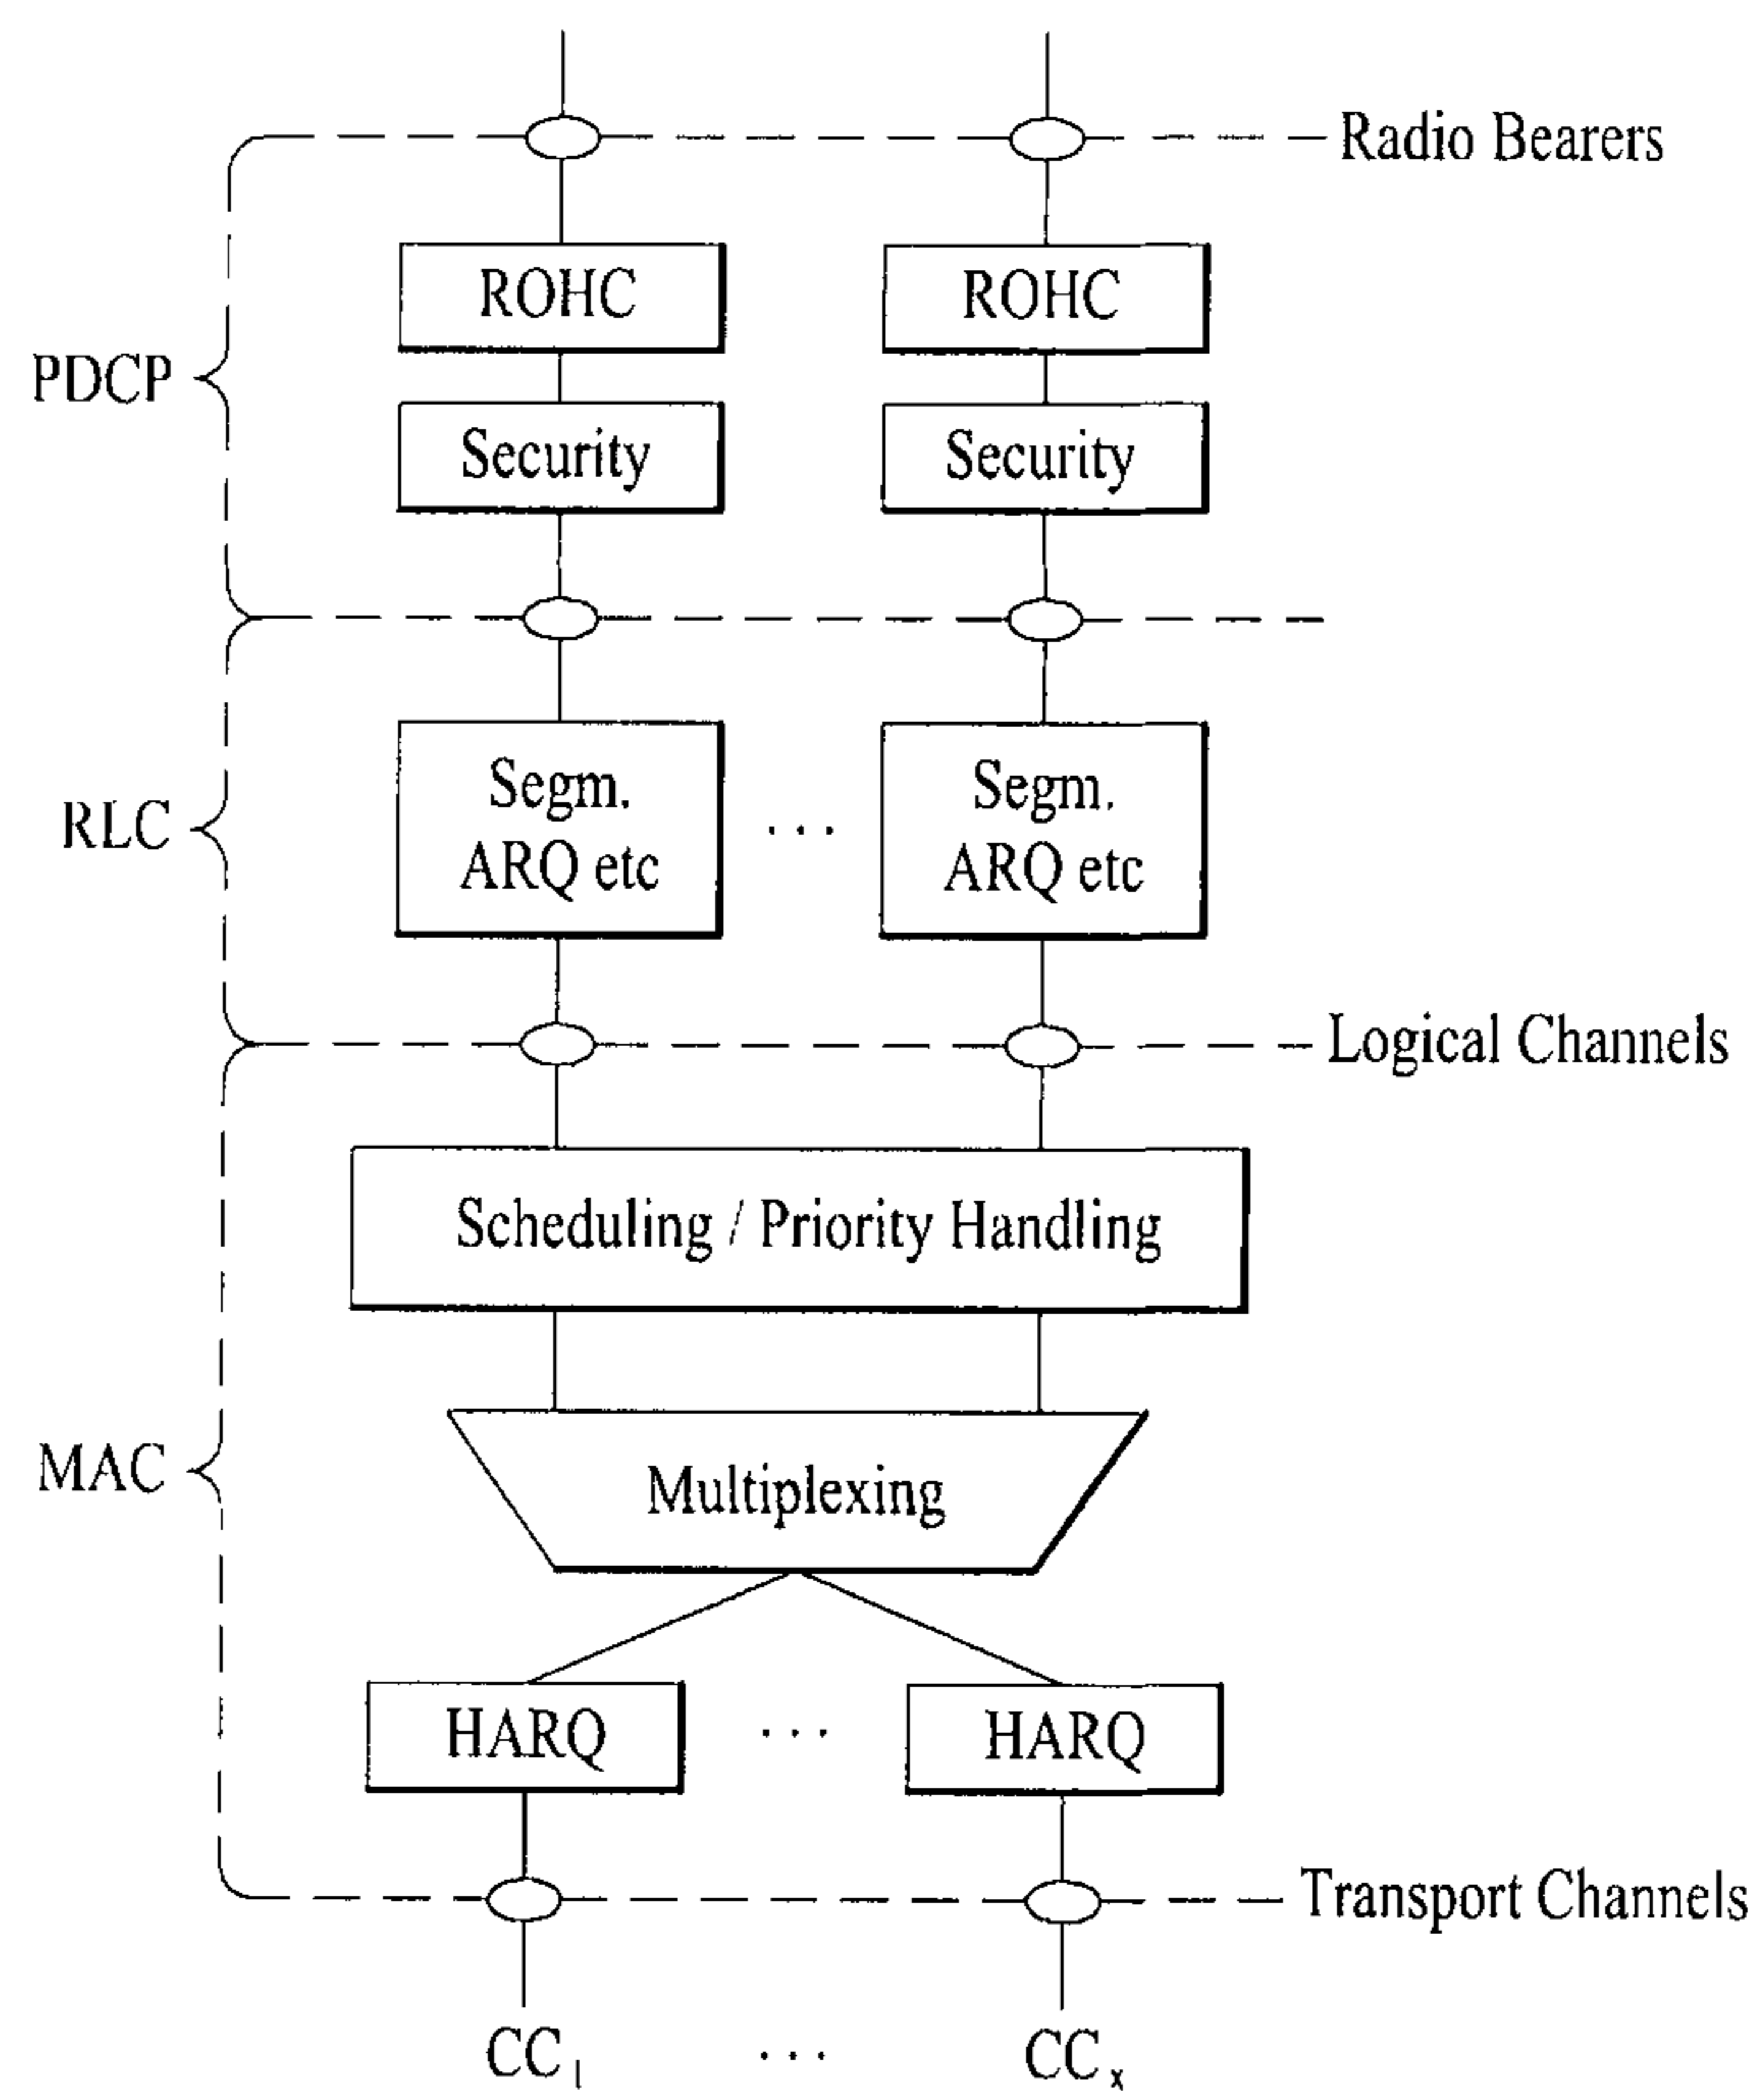 Radio Bearers
ROHC
ROHC
PDCP
Security
Security
Segm.
ARQ etc
RLC
...
Segm.
ARQ etc
Logical Channels
Scheduling / Priority Handling
MAC
Multiplexing
HARQ
...
HARQ
Transport Channels
CC1
...
CCx